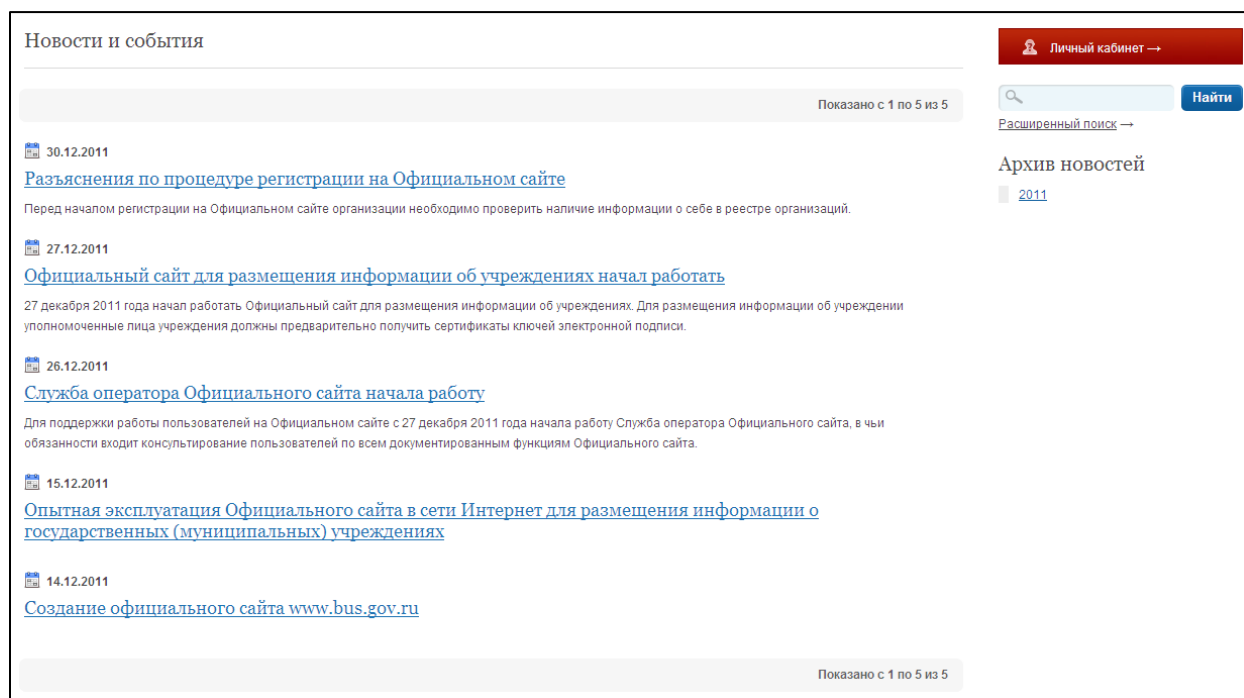 Новости и события
Показано с 1 по 5 из 5
30.12.2011
Разъяснения по процедуре регистрации на Официальном сайте
Перед началом регистрации на Официальном сайте организации необходимо проверить наличие информации о себе в реестре организаций.
27.12.2011
Официальный сайт для размещения информации об учреждениях начал работать
27 декабря 2011 года начал работать Официальный сайт для размещения информации об учреждениях. Для размещения информации об учреждении
уполномоченные лица учреждения должны предварительно получить сертификаты ключей электронной подписи.
26.12.2011
Служба оператора Официального сайта начала работу
Для поддержки работы пользователей на Официальном сайте с 27 декабря 2011 года начала работу Служба оператора Официального сайта, в чьи
обязанности входит консультирование пользователей по всем документированным функциям Официального сайта.
15.12.2011
Опытная эксплуатация Официального сайта в сети Интернет для размещения информации о
государственных (муниципальных) учреждениях
14.12.2011
Создание официального сайта www.bus.gov.ru
Показано с 1 по 5 из 5
Личный кабинет →
Найти
Расширенный поиск →
Архив новостей
2011